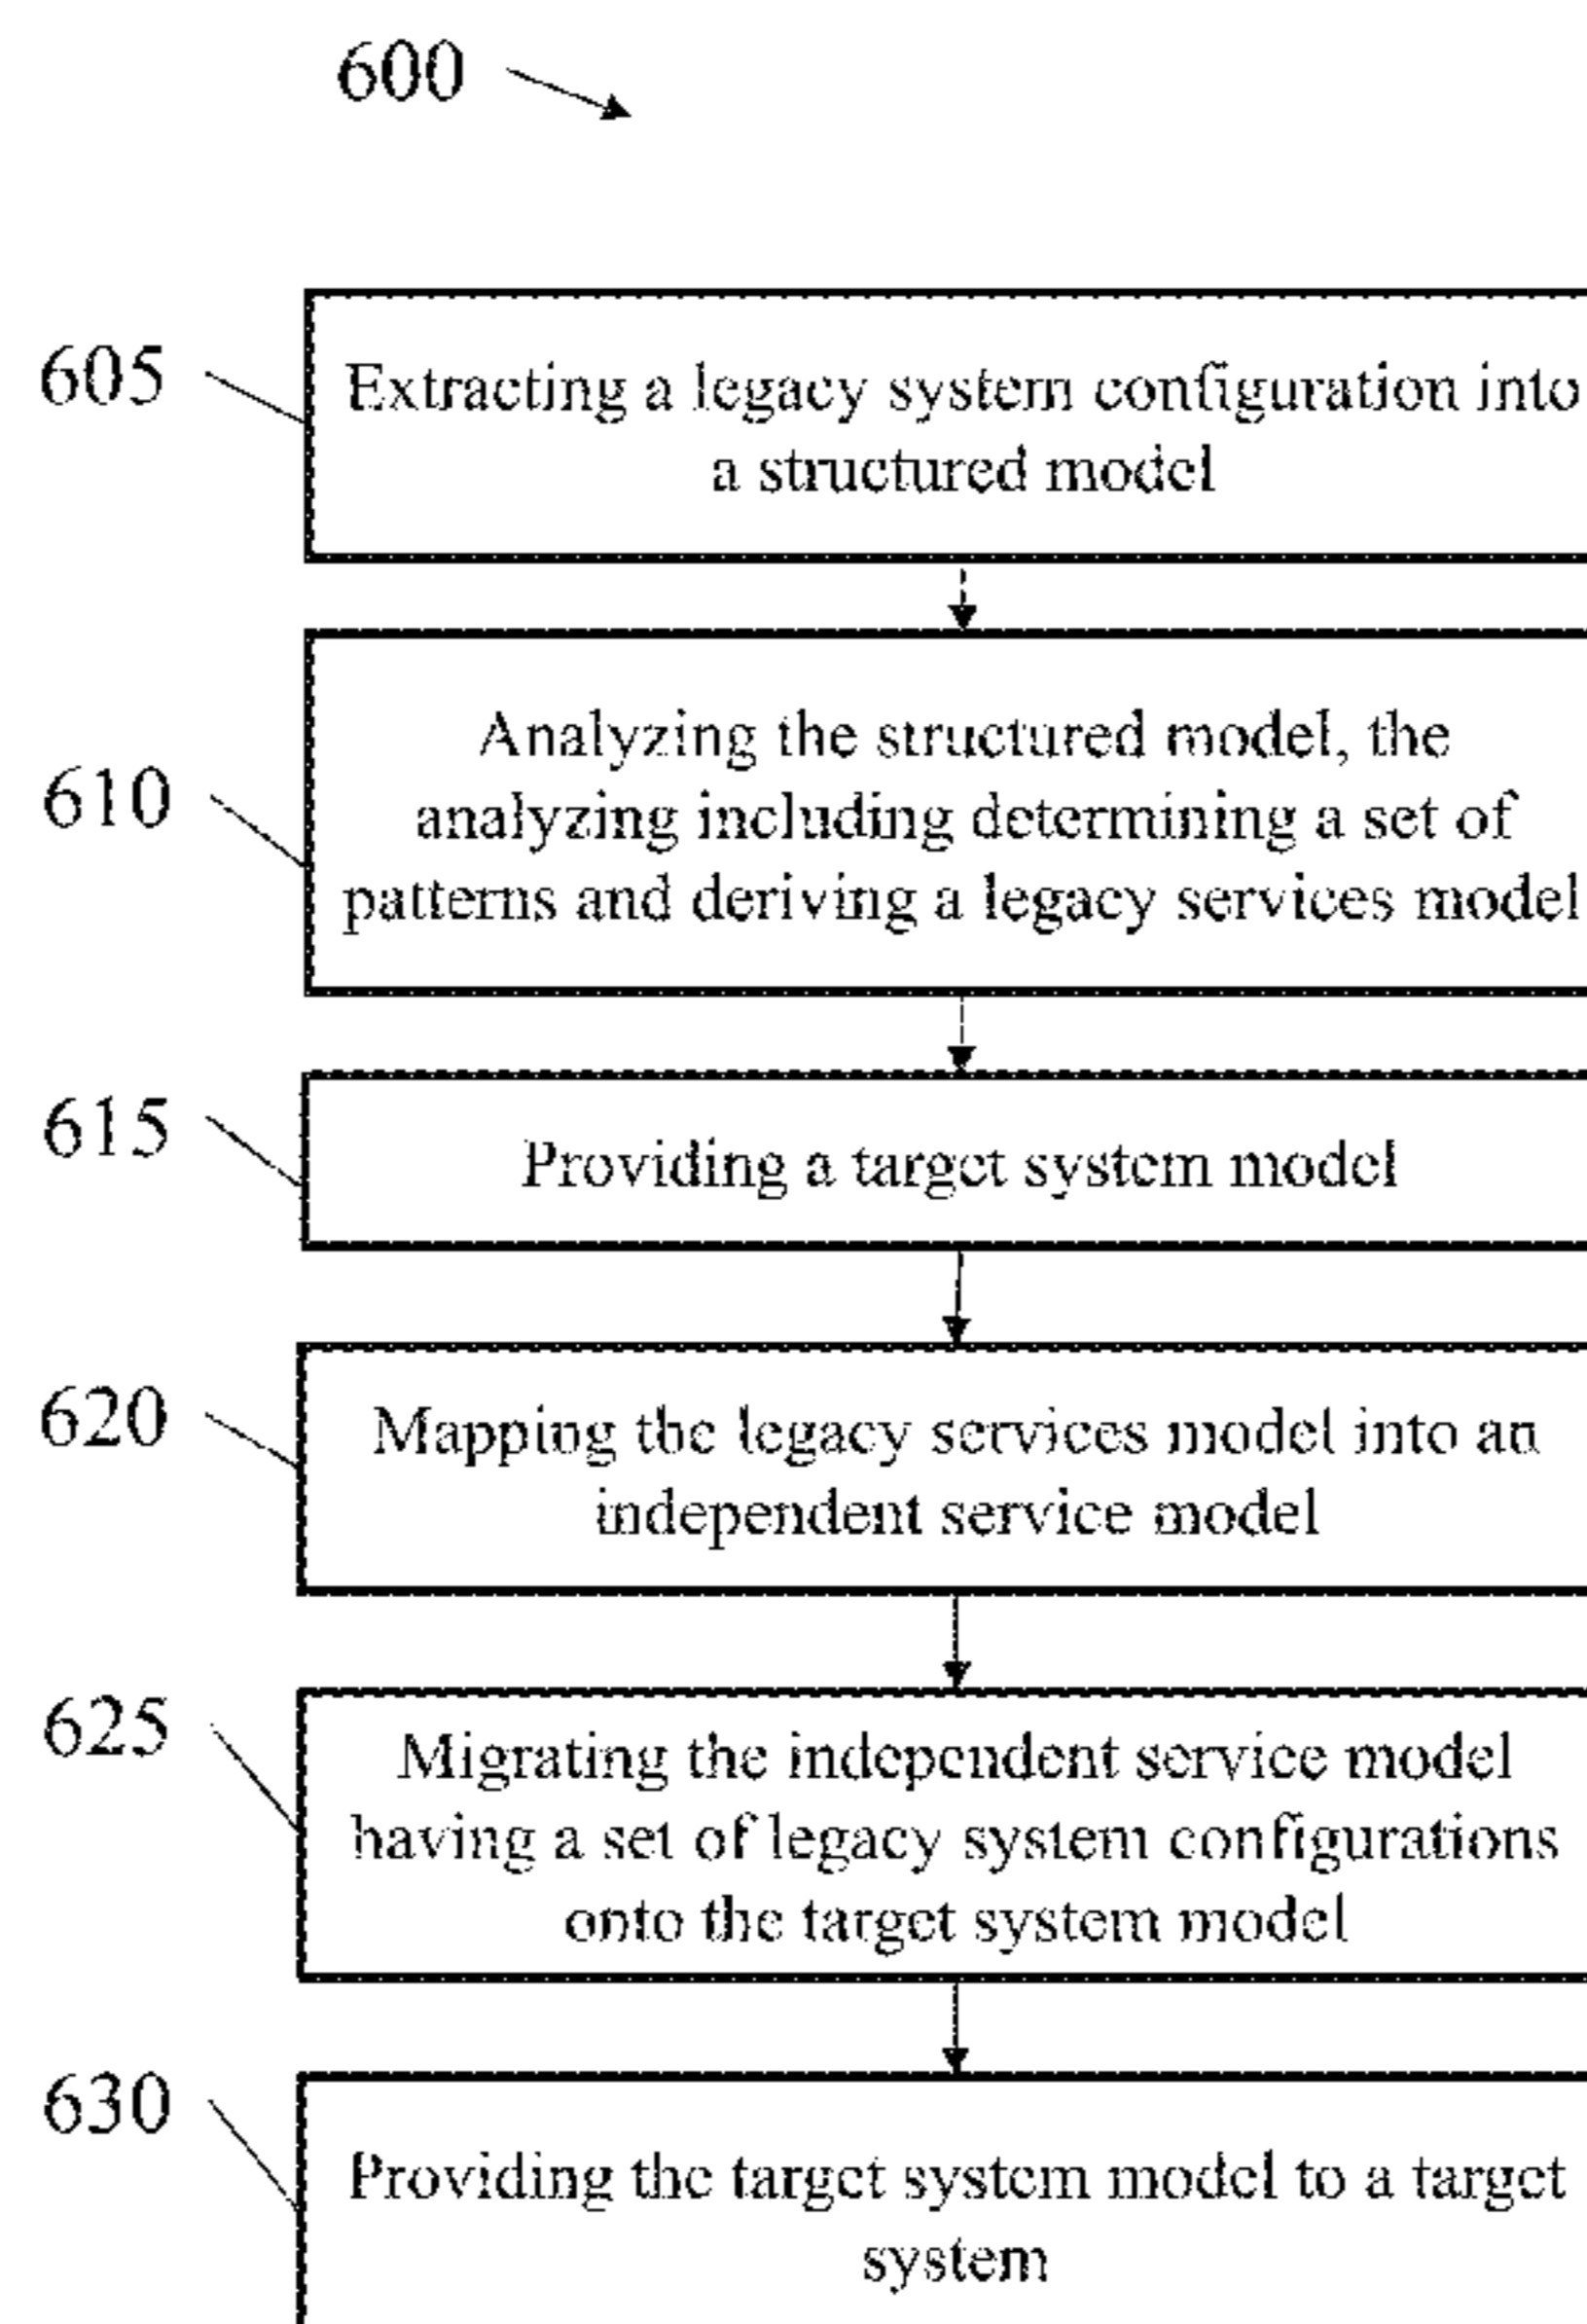 600
605
Extracting a legacy system configuration into
a structured model
610
Analyzing the structured model, the
analyzing including determining a set of
patterns and deriving a legacy services model
615
Providing a target system model
620
Mapping the legacy services model into an
independent service model
625
Migrating the independent service model
having a set of legacy system configurations
onto the target system model
630
Providing the target system model to a target
system